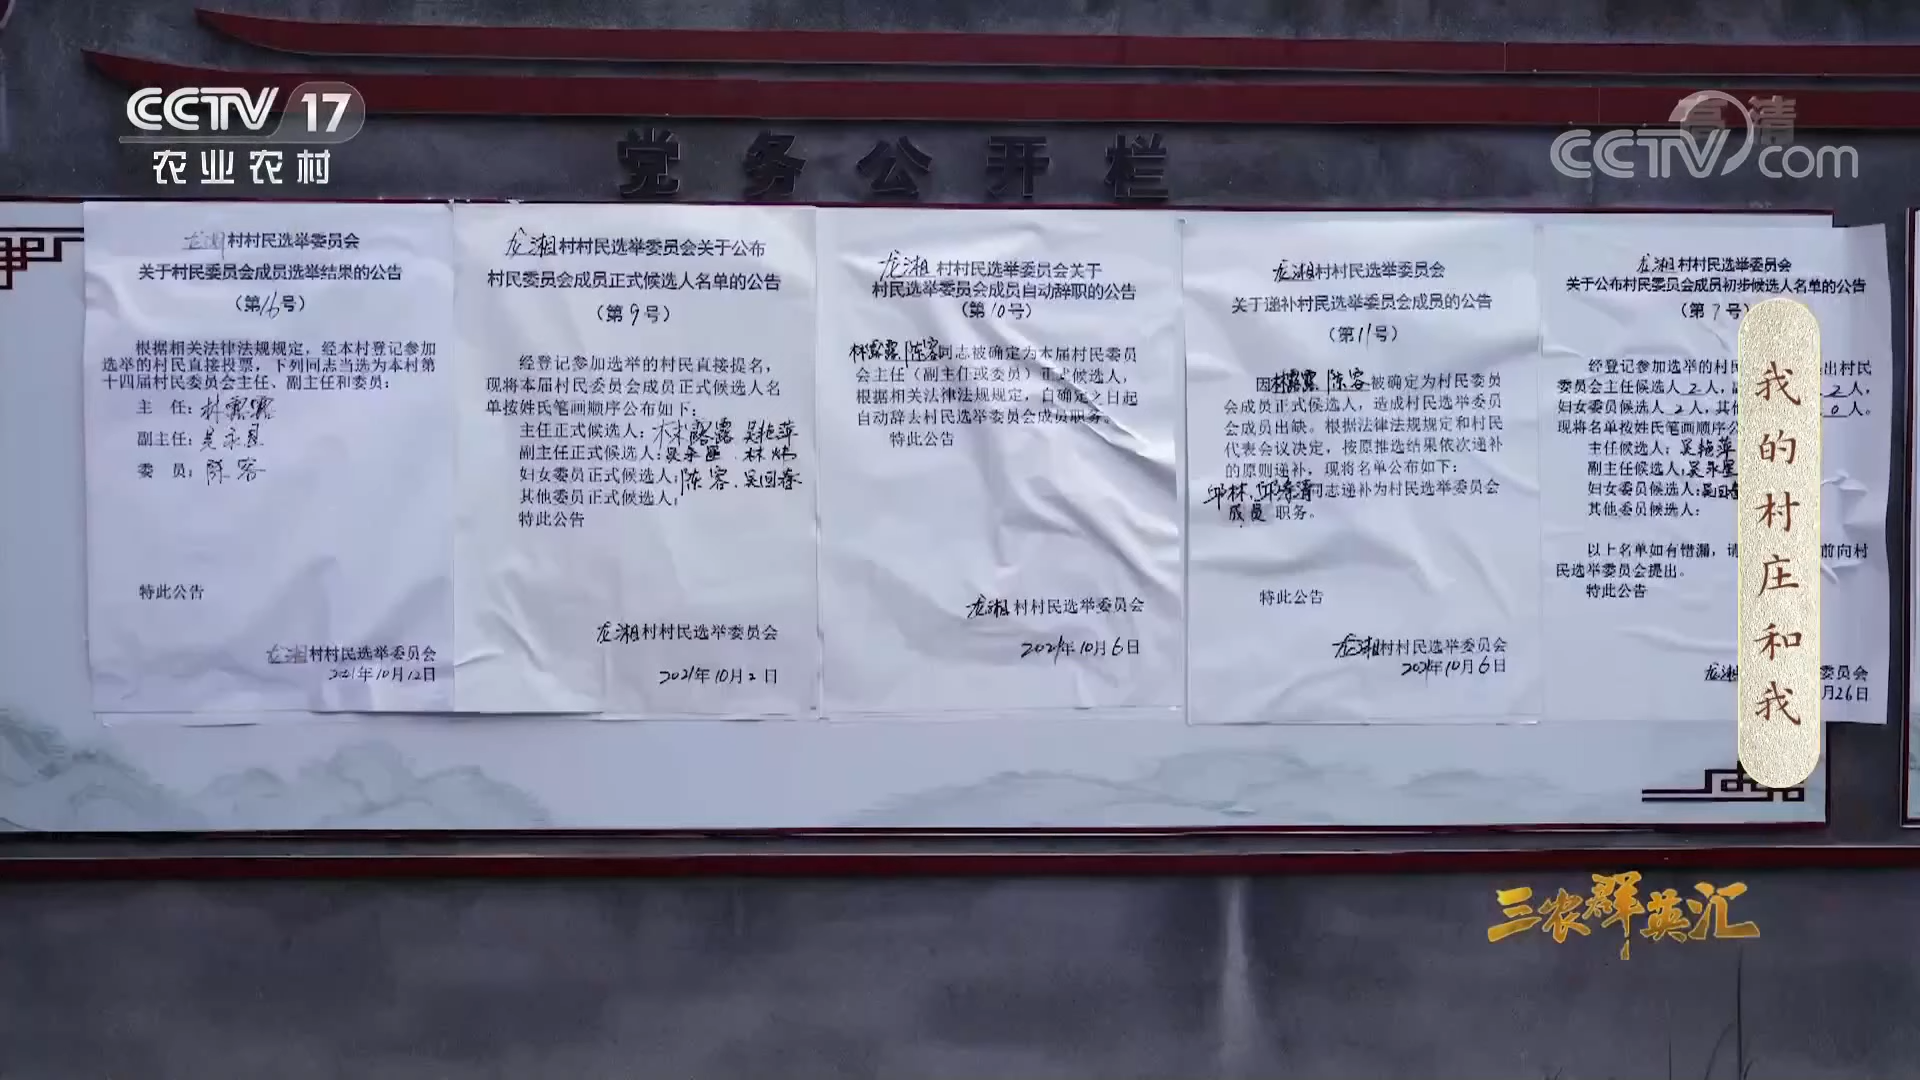 CCTV 17
农业农村
高清
CCTV com
党务公开栏
龙湘村村民选举委员会
关于村民委员会成员选举结果的公告
(第16号)
根据相关法律法规规定,经本村登记参加
选举的村民直接投票,下列同志当选为本村第
十四届村民委员会主任、副主任和委员:
主 任:林露露
副主任:吴永星
委 员:陈容
特此公告
龙湘村村民选举委员会
2021年10月12日
龙湘村村民选举委员会关于公布
村民委员会成员正式候选人名单的公告
(第9号)
经登记参加选举的村民直接提名,
现将本届村民委员会成员正式候选人名
单按姓氏笔画顺序公布如下:
主任正式候选人:林露露 吴艳萍
副主任正式候选人:吴永星 林炜
妇女委员正式候选人:陈容、吴回春
其他委员正式候选人:
特此公告
龙湘村村民选举委员会
2021年10月2日
龙湘村村民选举委员会关于
村民选举委员会成员自动辞职的公告
(第10号)
林露露、陈容同志被确定为本届村民委员
会主任(副主任或委员)正式候选人,
根据相关法律法规规定,自确定之日起
自动辞去村民选举委员会成员职务。
特此公告
龙湘村村民选举委员会
2021年10月6日
龙湘村村民选举委员会
关于递补村民选举委员会成员的公告
(第11号)
因林露露、陈容被确定为村民委员
会成员正式候选人,造成村民选举委员
会成员出缺。根据法律法规规定和村民
代表会议决定,按原推选结果依次递补
的原则递补,现将名单公布如下:
邱林、邱 同志递补为村民选举委员会
成员 职务。
特此公告
龙湘村村民选举委员会
2021年10月6日
龙湘村村民选举委员会
关于公布村民委员会成员初步候选人名单的公告
(第7号)
经登记参加选举的村民 出村民
委员会主任候选人2人,副 2人,
妇女委员候选人2人,其他 0人。
现将名单按姓氏笔画顺序公
主任候选人:吴艳萍
副主任候选人:吴永星
妇女委员候选人:吴回
其他委员候选人:
以上名单如有错漏,请 前向村
民选举委员会提出。
特此公告
龙湘 委员会
月26日
我的村庄和我
三农群英汇